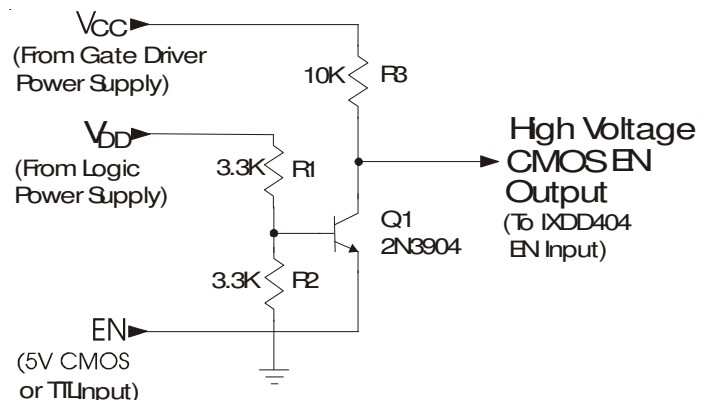 VCC
(From Gate Driver
Power Supply)
10K R3
VDD
(From Logic
Power Supply)
3.3K R1
High Voltage
CMOS EN
Output
(To IXDD404
EN Input)
Q1
2N3904
3.3K R2
EN
(5V CMOS
or TTL Input)